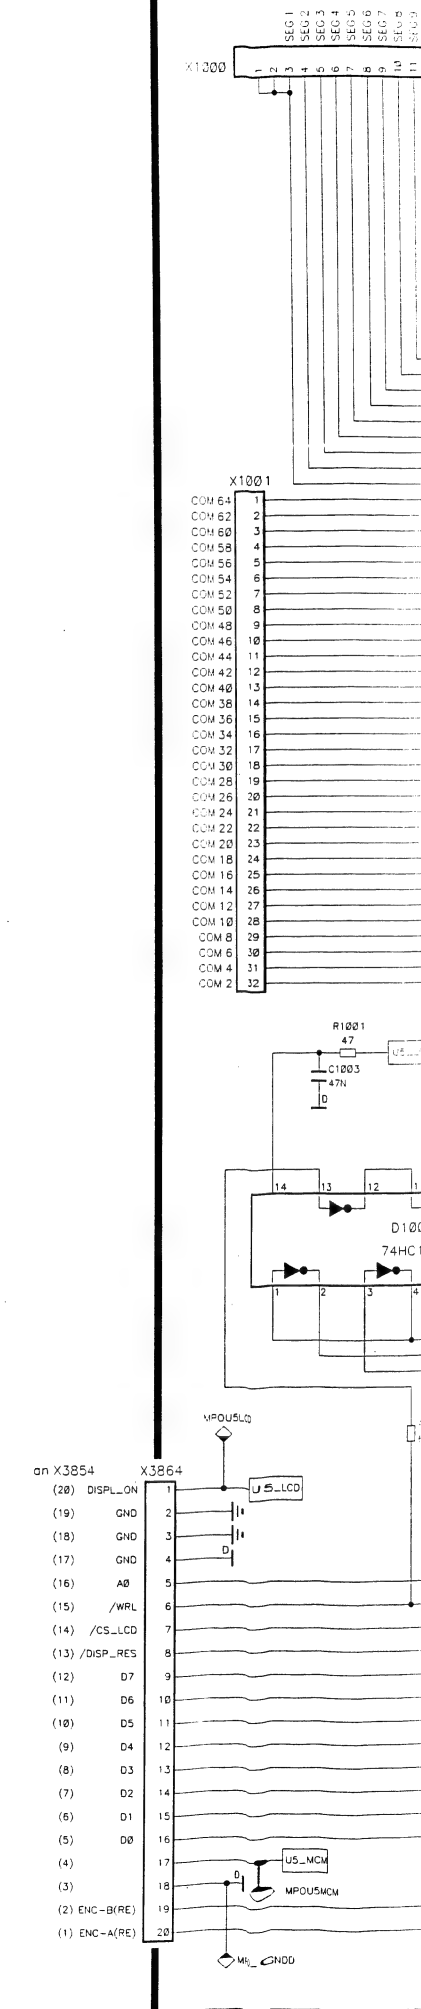 SEG 1
SEG 2
SEG 3
SEG 4
SEG 5
SEG 6
SEG 7
SEG 8
SEG 9
X1000
1 2 3 4 5 6 7 8 9 10 11
X1001
COM 64 1
COM 62 2
COM 60 3
COM 58 4
COM 56 5
COM 54 6
COM 52 7
COM 50 8
COM 48 9
COM 46 10
COM 44 11
COM 42 12
COM 40 13
COM 38 14
COM 36 15
COM 34 16
COM 32 17
COM 30 18
COM 28 19
COM 26 20
COM 24 21
COM 22 22
COM 20 23
COM 18 24
COM 16 25
COM 14 26
COM 12 27
COM 10 28
COM 8 29
COM 6 30
COM 4 31
COM 2 32
R1001
47
C1003
47N
D
14 13 12 1
D100
74HC1
1 2 3 4
MPOU5LCD
an X3854 X3864
(20) DISPL_ON 1 U5_LCD
(19) GND 2
(18) GND 3
(17) GND 4 D
(16) A0 5
(15) /WRL 6
(14) /CS_LCD 7
(13) /DISP_RES 8
(12) D7 9
(11) D6 10
(10) D5 11
(9) D4 12
(8) D3 13
(7) D2 14
(6) D1 15
(5) D0 16
(4) 17 U5_MCM
(3) 18 D MPOU5MCM
(2) ENC-B(RE) 19
(1) ENC-A(RE) 20
GNDD